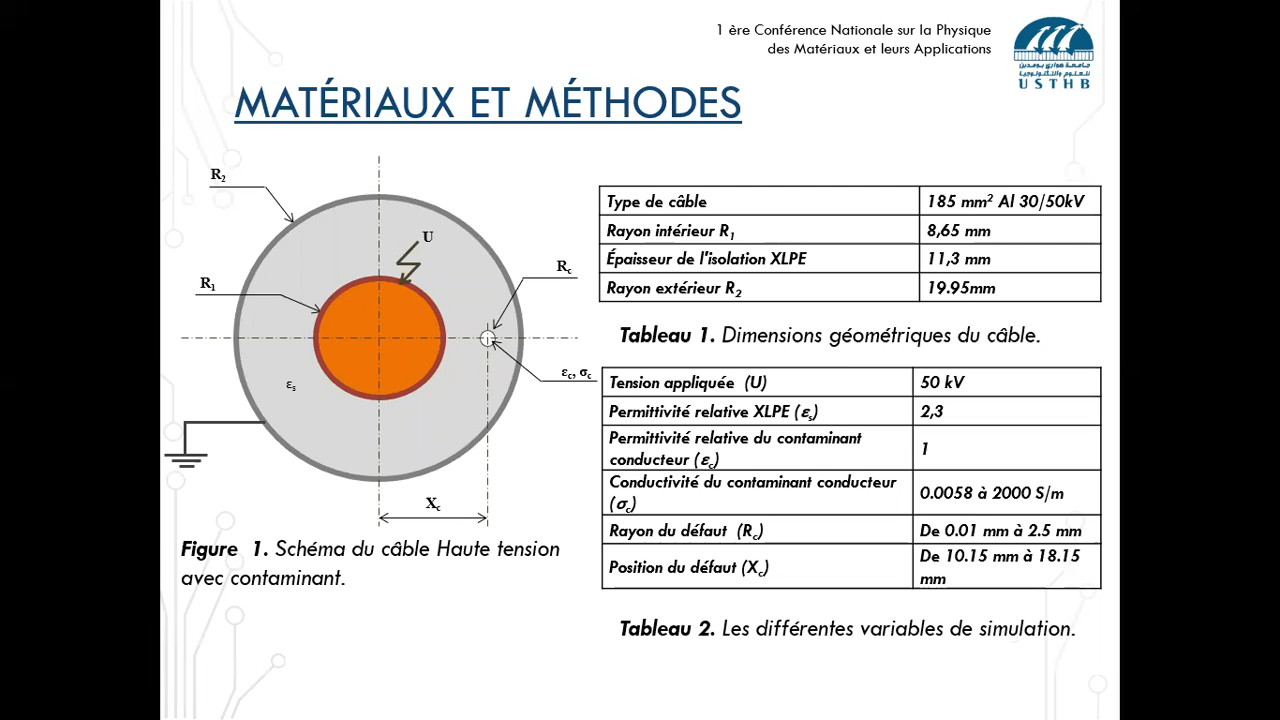 1 ère Conférence Nationale sur la Physique
des Matériaux et leurs Applications
جامعة هواري بومدين
للعلوم والتكنولوجيا
USTHB
MATÉRIAUX ET MÉTHODES
R2
U
Rc
R1
εc, σc
εs
Xc
Figure 1. Schéma du câble Haute tension
avec contaminant.
Type de câble 185 mm² Al 30/50kV
Rayon intérieur R1 8,65 mm
Épaisseur de l'isolation XLPE 11,3 mm
Rayon extérieur R2 19.95mm
Tableau 1. Dimensions géométriques du câble.
Tension appliquée (U) 50 kV
Permittivité relative XLPE (εs) 2,3
Permittivité relative du contaminant
conducteur (εc) 1
Conductivité du contaminant conducteur
(σc) 0.0058 à 2000 S/m
Rayon du défaut (Rc) De 0.01 mm à 2.5 mm
Position du défaut (Xc) De 10.15 mm à 18.15
mm
Tableau 2. Les différentes variables de simulation.